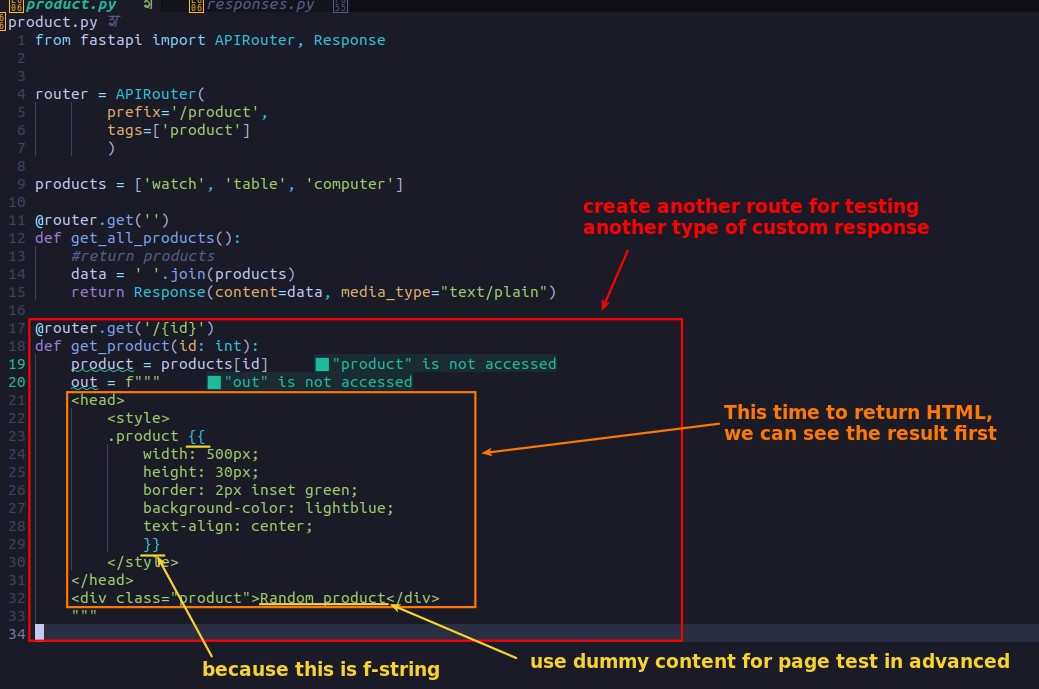 product.py
responses.py
product.py
1 from fastapi import APIRouter, Response
2
3
4 router = APIRouter(
5 prefix='/product',
6 tags=['product']
7 )
8
9 products = ['watch', 'table', 'computer']
10
11 @router.get('')
12 def get_all_products():
13 #return products
14 data = ' '.join(products)
15 return Response(content=data, media_type="text/plain")
16
17 @router.get('/{id}')
18 def get_product(id: int):
19 product = products[id] "product" is not accessed
20 out = f""" "out" is not accessed
21 <head>
22 <style>
23 .product {{
24 width: 500px;
25 height: 30px;
26 border: 2px inset green;
27 background-color: lightblue;
28 text-align: center;
29 }}
30 </style>
31 </head>
32 <div class="product">Random product</div>
33 """
34
create another route for testing
another type of custom response
This time to return HTML,
we can see the result first
because this is f-string
use dummy content for page test in advanced